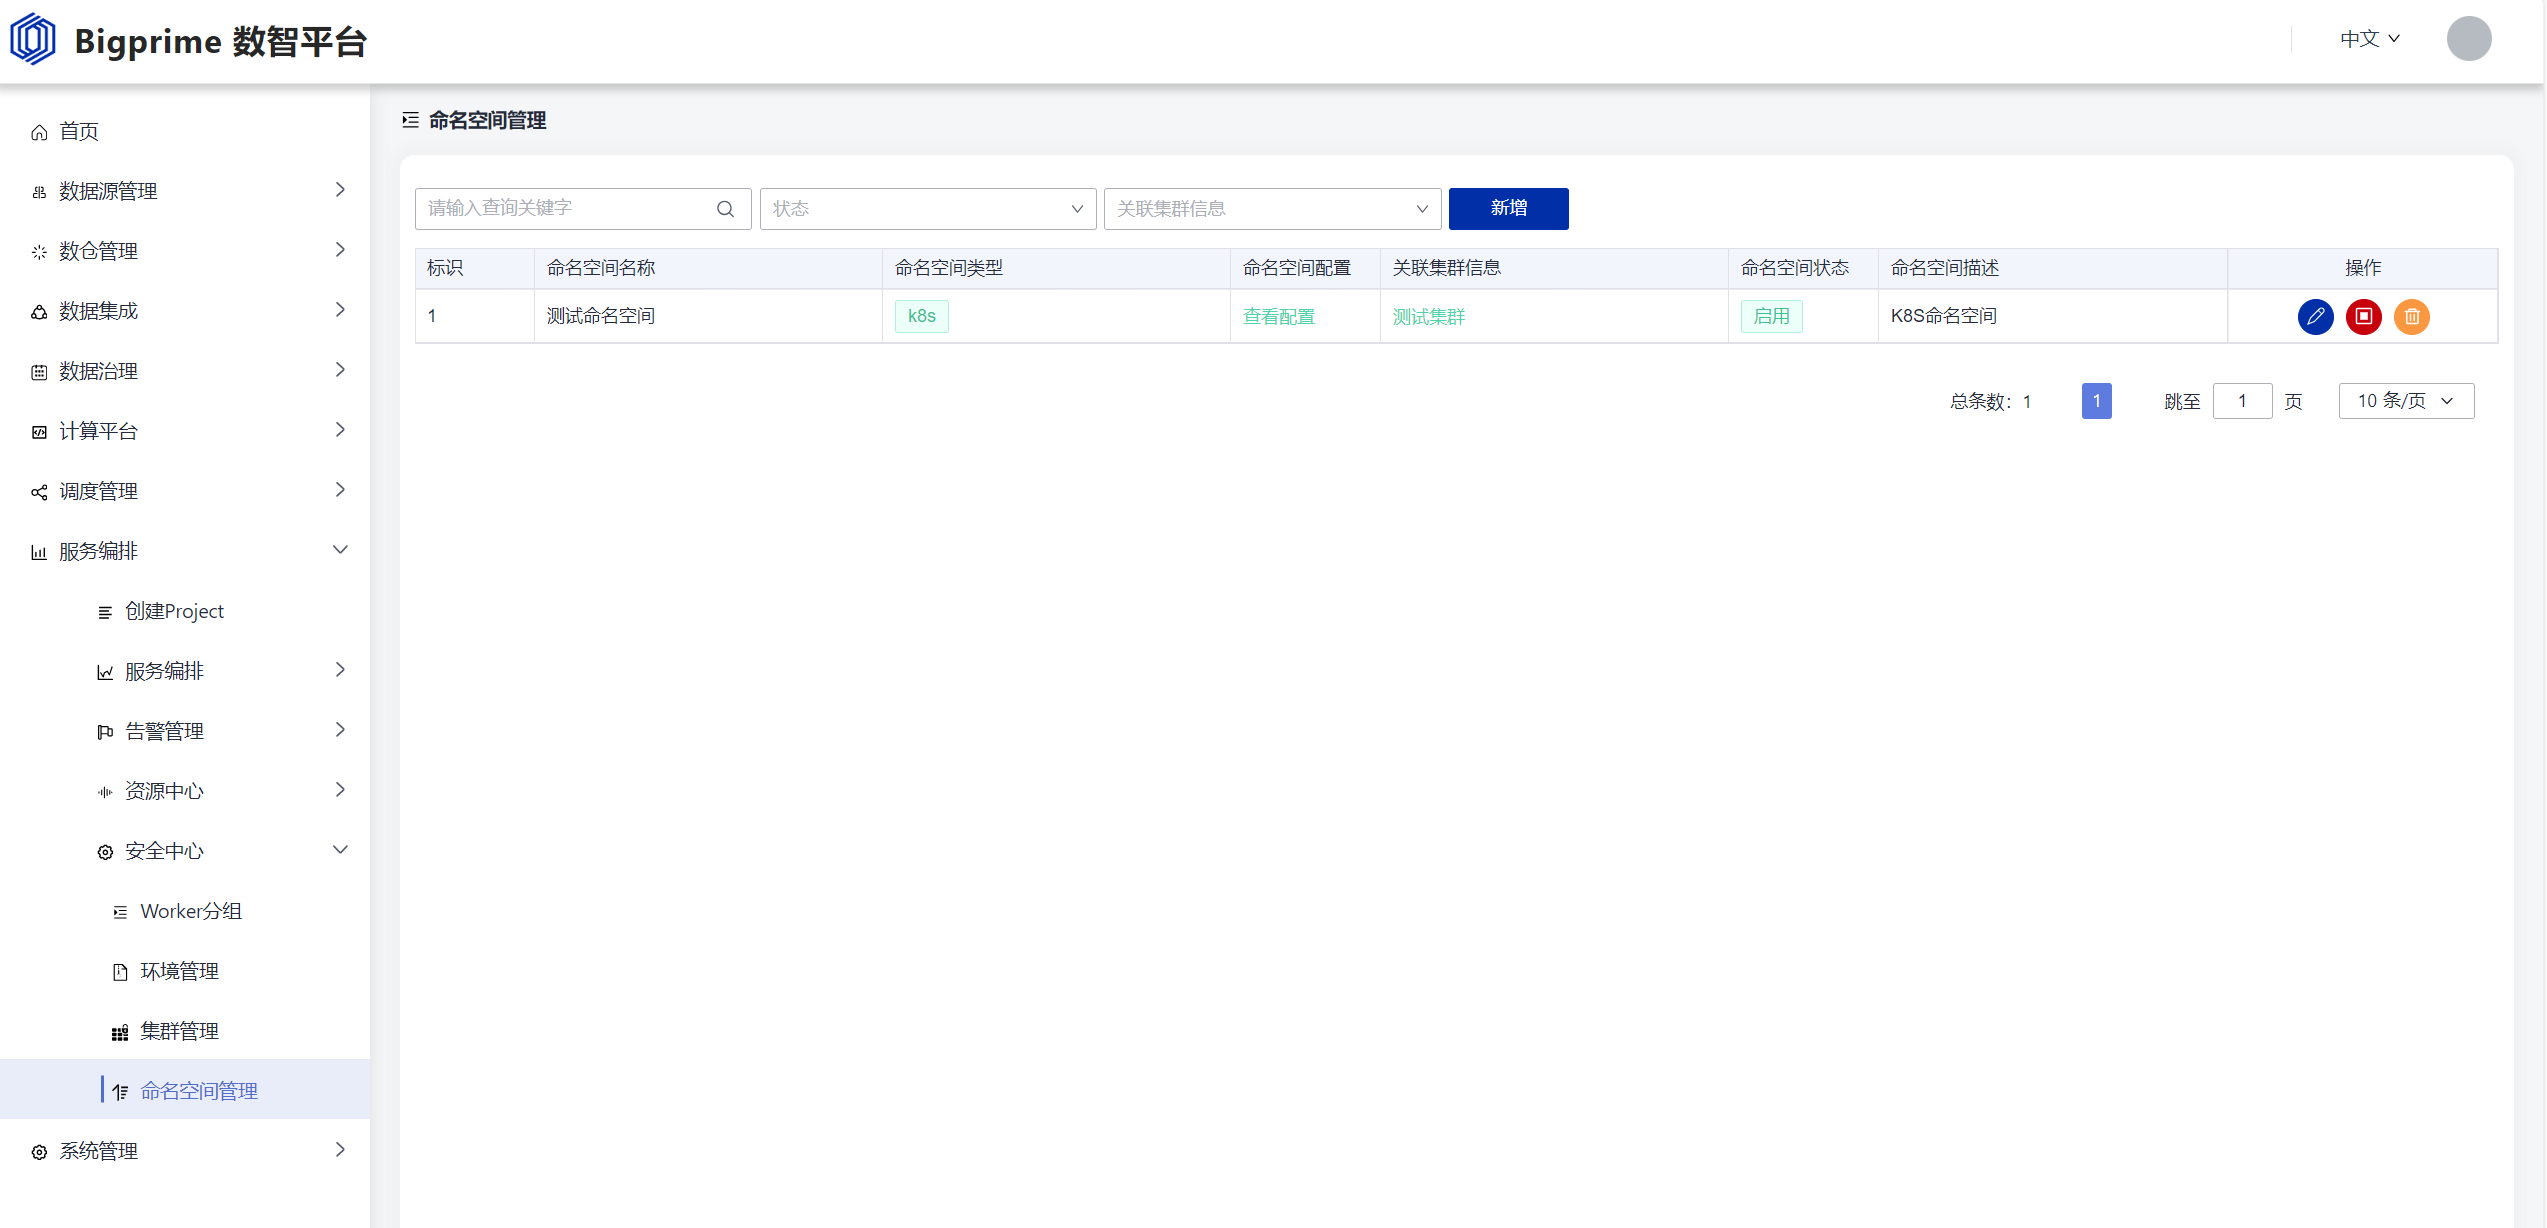 Bigprime 数智平台
中文
首页
数据源管理
数仓管理
数据集成
数据治理
计算平台
调度管理
服务编排
创建Project
服务编排
告警管理
资源中心
安全中心
Worker分组
环境管理
集群管理
命名空间管理
系统管理
命名空间管理
请输入查询关键字 状态 关联集群信息 新增
标识 命名空间名称 命名空间类型 命名空间配置 关联集群信息 命名空间状态 命名空间描述 操作
1 测试命名空间 k8s 查看配置 测试集群 启用 K8S命名空间
总条数：1 1 跳至 1 页 10 条/页